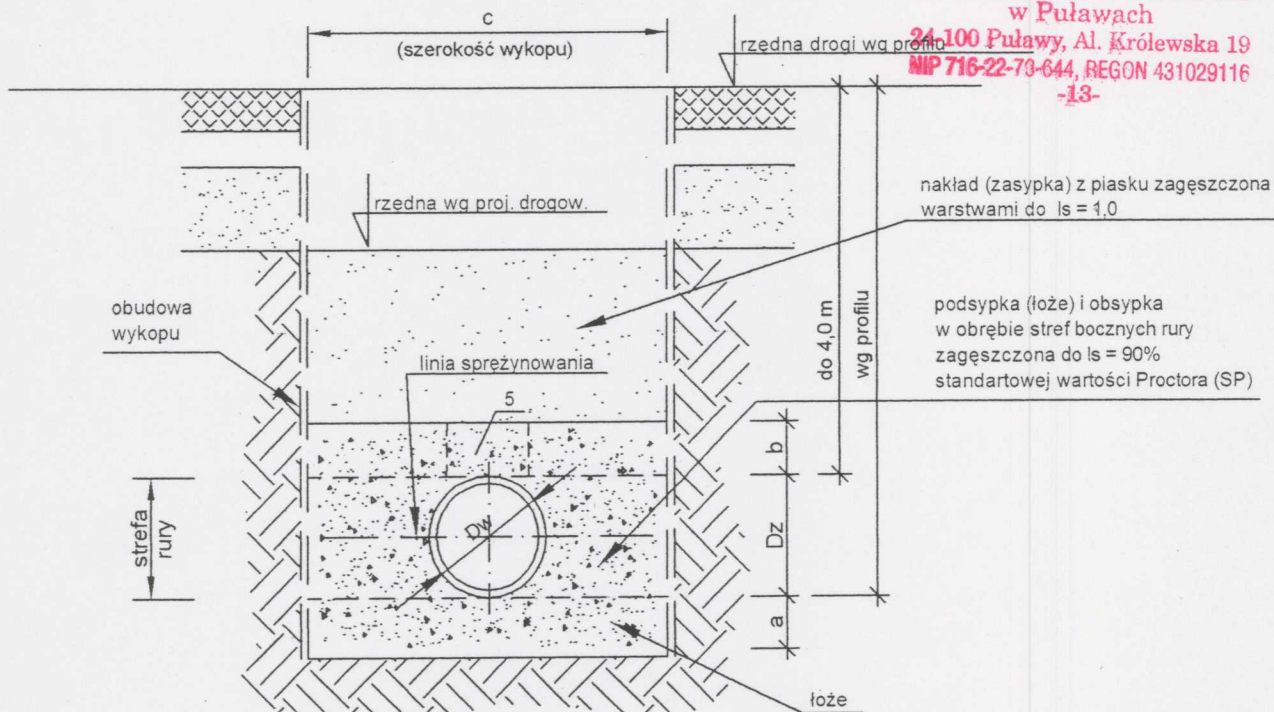 w Puławach
24-100 Puławy, Al. Królewska 19
NIP 716-22-73-644, REGON 431029116
-13-
c
(szerokość wykopu)
rzędna drogi wg profilu
nakład (zasypka) z piasku zagęszczona
warstwami do Is = 1,0
rzędna wg proj. drogow.
obudowa
wykopu
podsypka (łoże) i obsypka
w obrębie stref bocznych rury
zagęszczona do Is = 90%
standartowej wartości Proctora (SP)
do 4,0 m
wg profilu
linia sprężynowania
5
b
strefa
rury
Dw
Dz
a
łoże